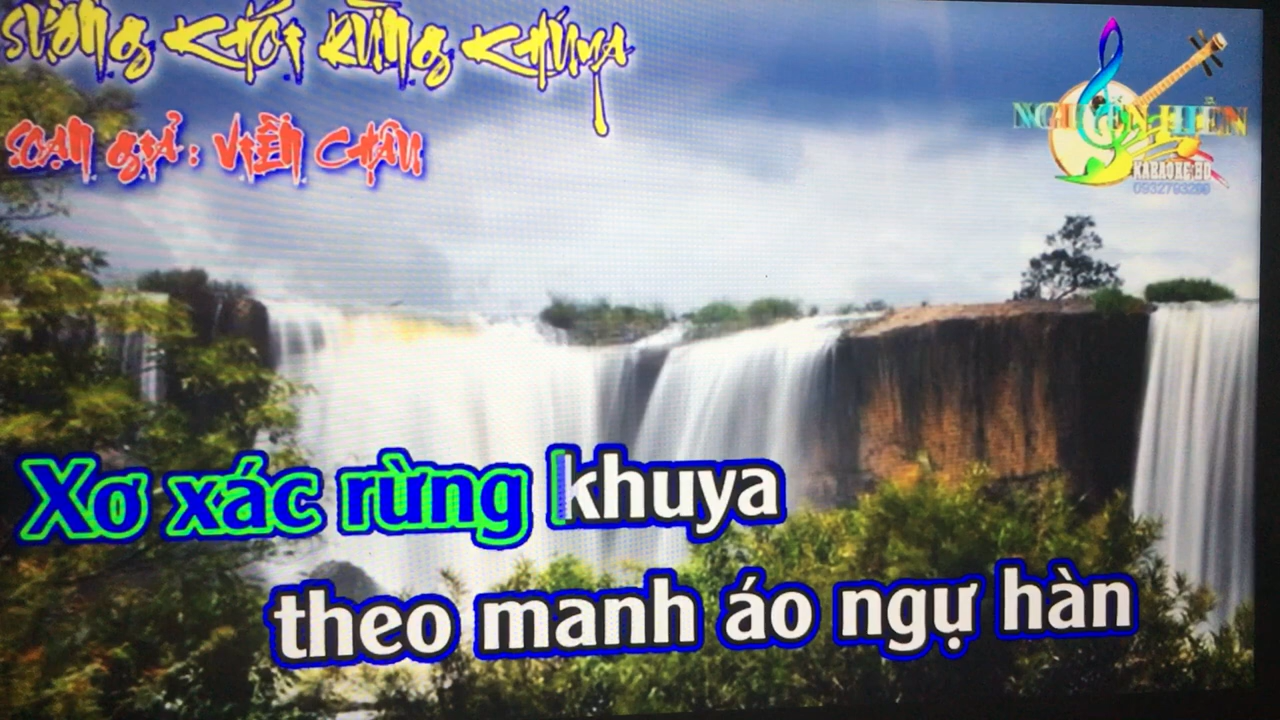 SƯƠNG KHÓI RỪNG KHUYA
SOẠN GIẢ : VIỄN CHÂU
NGUYỄN HIỀN
KARAOKE HD
Xơ xác rừng khuya
theo manh áo ngự hàn